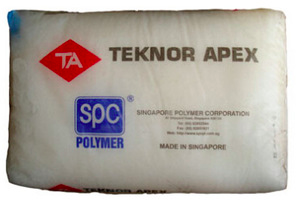 TA
TEKNOR APEX
spc
®
POLYMER
SINGAPORE POLYMER CORPORATION
MADE IN SINGAPORE